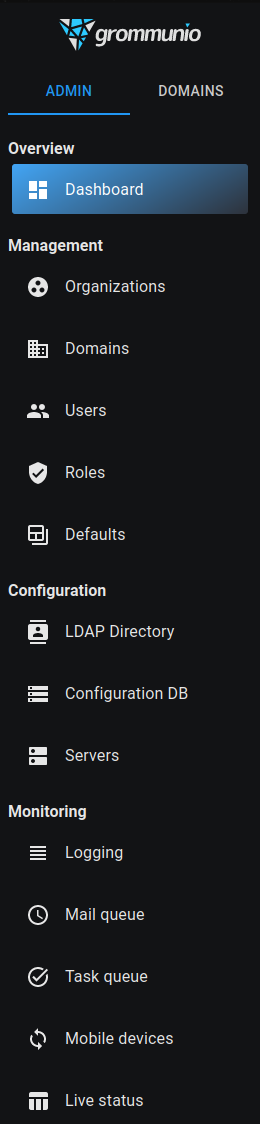 grommunio
ADMIN DOMAINS
Overview
Dashboard
Management
Organizations
Domains
Users
Roles
Defaults
Configuration
LDAP Directory
Configuration DB
Servers
Monitoring
Logging
Mail queue
Task queue
Mobile devices
Live status